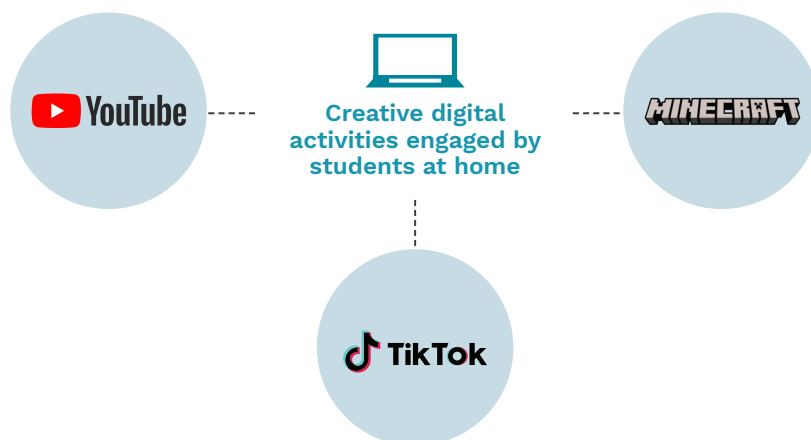 YouTube
Creative digital
activities engaged by
students at home
MINECRAFT
TikTok